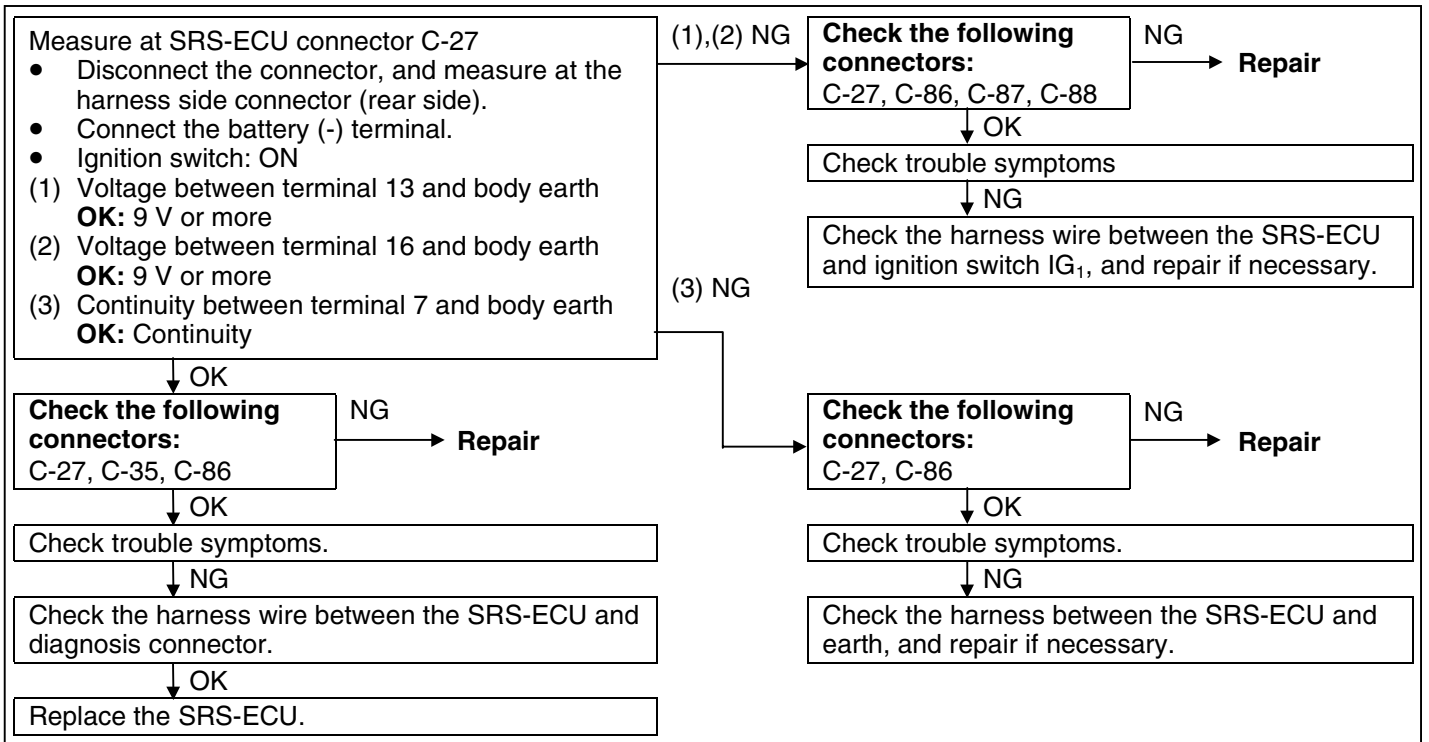 Measure at SRS-ECU connector C-27
● Disconnect the connector, and measure at the
harness side connector (rear side).
● Connect the battery (-) terminal.
● Ignition switch: ON
(1) Voltage between terminal 13 and body earth
OK: 9 V or more
(2) Voltage between terminal 16 and body earth
OK: 9 V or more
(3) Continuity between terminal 7 and body earth
OK: Continuity
(1),(2) NG
Check the following
connectors:
C-27, C-86, C-87, C-88
NG
Repair
OK
Check trouble symptoms
NG
Check the harness wire between the SRS-ECU
and ignition switch IG₁, and repair if necessary.
(3) NG
Check the following
connectors:
C-27, C-86
NG
Repair
OK
Check trouble symptoms.
NG
Check the harness between the SRS-ECU and
earth, and repair if necessary.
OK
Check the following
connectors:
C-27, C-35, C-86
NG
Repair
OK
Check trouble symptoms.
NG
Check the harness wire between the SRS-ECU and
diagnosis connector.
OK
Replace the SRS-ECU.